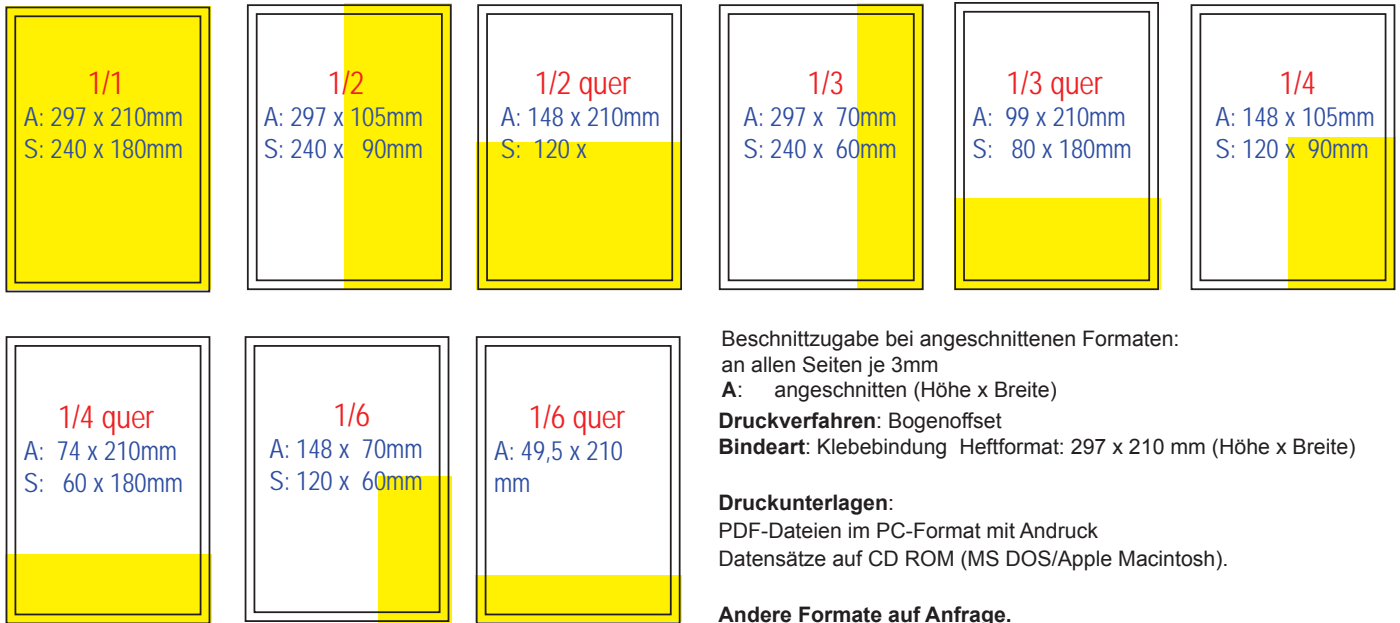 1/1
A: 297 x 210mm
S: 240 x 180mm
1/2
A: 297 x 105mm
S: 240 x 90mm
1/2 quer
A: 148 x 210mm
S: 120 x
1/3
A: 297 x 70mm
S: 240 x 60mm
1/3 quer
A: 99 x 210mm
S: 80 x 180mm
1/4
A: 148 x 105mm
S: 120 x 90mm
1/4 quer
A: 74 x 210mm
S: 60 x 180mm
1/6
A: 148 x 70mm
S: 120 x 60mm
1/6 quer
A: 49,5 x 210
mm
Beschnittzugabe bei angeschnittenen Formaten:
an allen Seiten je 3mm
A: angeschnitten (Höhe x Breite)
Druckverfahren: Bogenoffset
Bindeart: Klebebindung Heftformat: 297 x 210 mm (Höhe x Breite)
Druckunterlagen:
PDF-Dateien im PC-Format mit Andruck
Datensätze auf CD ROM (MS DOS/Apple Macintosh).
Andere Formate auf Anfrage.